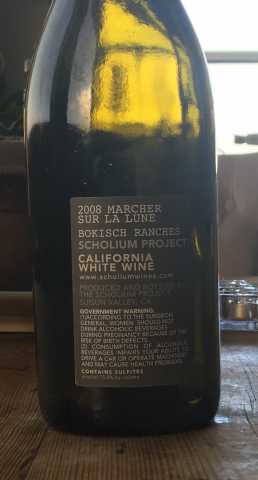 2008 MARCHER
SUR LA LUNE
BOKISCH RANCHES
SCHOLIUM PROJECT
CALIFORNIA
WHITE WINE
www.scholiumwines.com
PRODUCED AND BOTTLED BY
THE SCHOLIUM PROJECT,
SUISUN VALLEY, CA
GOVERNMENT WARNING:
(1)ACCORDING TO THE SURGEON
GENERAL, WOMEN SHOULD NOT
DRINK ALCOHOLIC BEVERAGES
DURING PREGNANCY BECAUSE OF THE
RISK OF BIRTH DEFECTS.
(2) CONSUMPTION OF ALCOHOLIC
BEVERAGES IMPAIRS YOUR ABILITY TO
DRIVE A CAR OR OPERATE MACHINERY
AND MAY CAUSE HEALTH PROBLEMS.
CONTAINS SULFITES